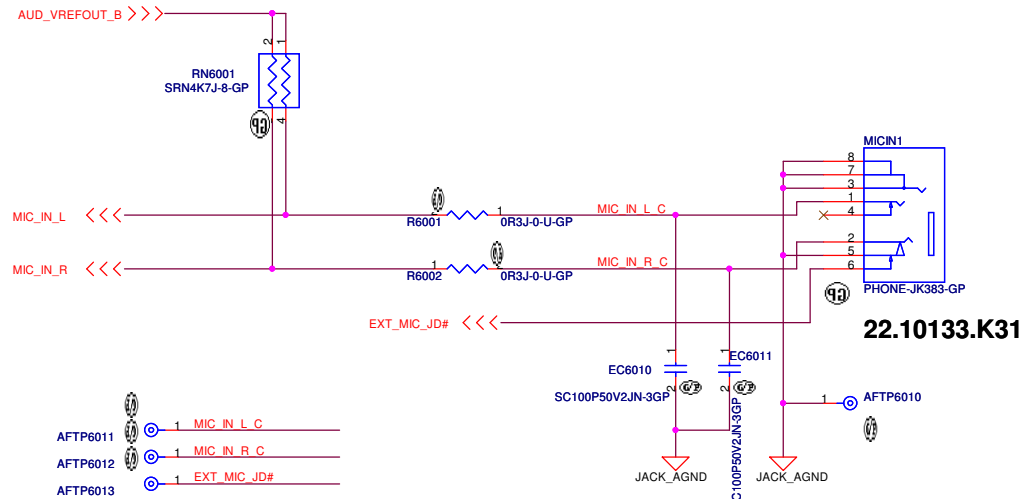 AUD_VREFOUT_B
2 1
RN6001
SRN4K7J-8-GP
4
MICIN1
8
7
3
1
4
2
5
6
PHONE-JK383-GP
22.10133.K31
MIC_IN_L
R6001
1
0R3J-0-U-GP
MIC_IN_L_C
MIC_IN_R
1
R6002
0R3J-0-U-GP
MIC_IN_R_C
EXT_MIC_JD#
1
EC6010
2
SC100P50V2JN-3GP
1
EC6011
2
C100P50V2JN-3GP
1
AFTP6010
JACK_AGND
JACK_AGND
AFTP6011
1
MIC_IN_L_C
AFTP6012
1
MIC_IN_R_C
AFTP6013
1
EXT_MIC_JD#